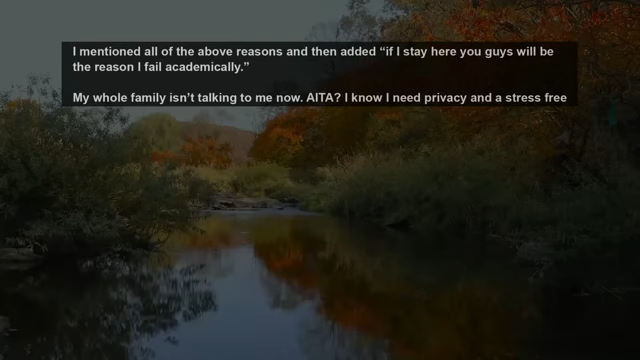 I mentioned all of the above reasons and then added “if I stay here you guys will be
the reason I fail academically.”
My whole family isn’t talking to me now. AITA? I know I need privacy and a stress free